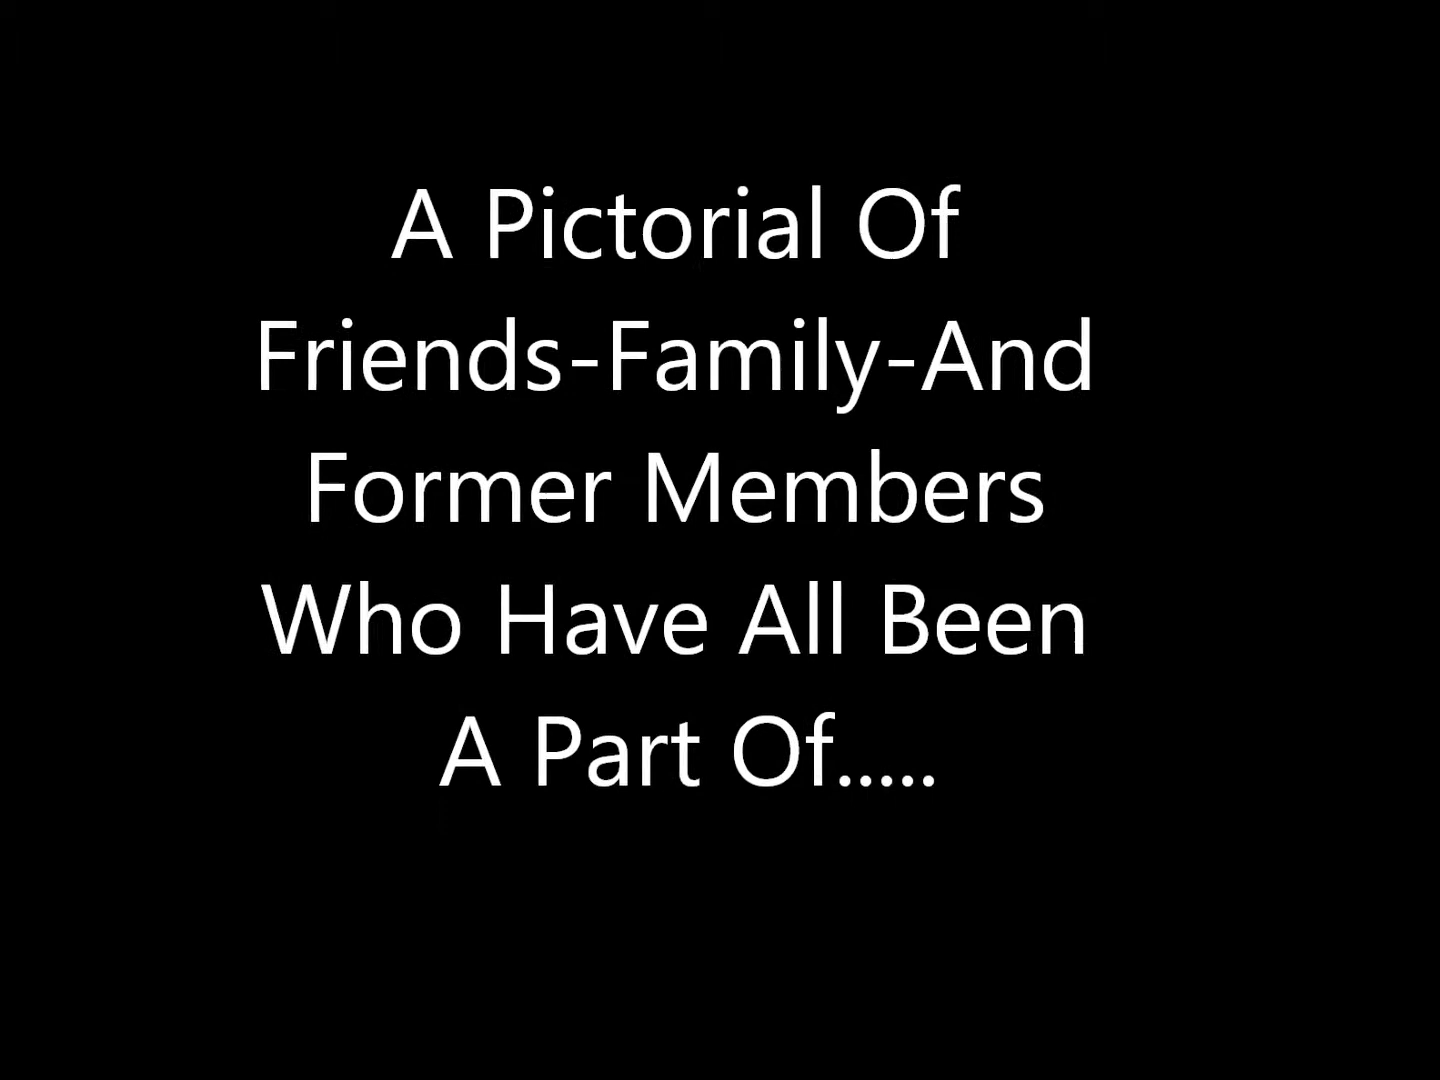 A Pictorial Of
Friends-Family-And
Former Members
Who Have All Been
A Part Of.....